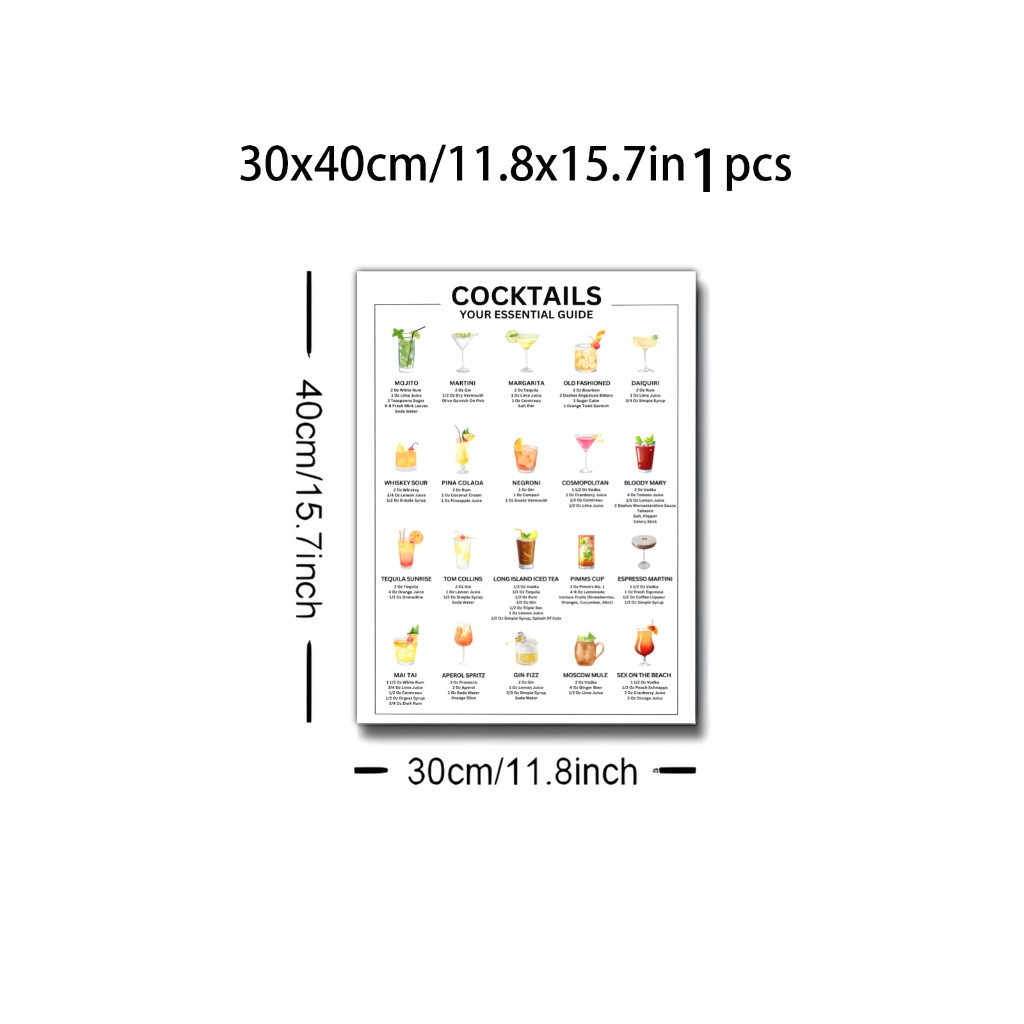 30x40cm/11.8x15.7in 1 pcs
COCKTAILS
YOUR ESSENTIAL GUIDE
MOJITO
2 Oz White Rum
1 Oz Lime Juice
2 Teaspoons Sugar
6-8 Fresh Mint Leaves
Soda Water
MARTINI
2 Oz Gin
1/2 Oz Dry Vermouth
Olive Garnish On Pick
MARGARITA
2 Oz Tequila
1 Oz Lime Juice
1 Oz Cointreau
Salt Rim
OLD FASHIONED
2 Oz Bourbon
2 Dashes Angostura Bitters
1 Sugar Cube
1 Orange Twist Garnish
DAIQUIRI
2 Oz Rum
1 Oz Lime Juice
3/4 Oz Simple Syrup
WHISKEY SOUR
2 Oz Whiskey
3/4 Oz Lemon Juice
1/2 Oz Simple Syrup
PINA COLADA
2 Oz Rum
1 Oz Coconut Cream
1 Oz Pineapple Juice
NEGRONI
1 Oz Gin
1 Oz Campari
1 Oz Sweet Vermouth
COSMOPOLITAN
1 1/2 Oz Vodka
1 Oz Cranberry Juice
1/2 Oz Cointreau
1/2 Oz Lime Juice
BLOODY MARY
2 Oz Vodka
4 Oz Tomato Juice
1/2 Oz Lemon Juice
2 Dashes Worcestershire Sauce
Tabasco
Salt, Pepper
Celery Stick
TEQUILA SUNRISE
2 Oz Tequila
4 Oz Orange Juice
1/2 Oz Grenadine
TOM COLLINS
2 Oz Gin
1 Oz Lemon Juice
1/2 Oz Simple Syrup
Soda Water
LONG ISLAND ICED TEA
1/2 Oz Vodka
1/2 Oz Tequila
1/2 Oz Rum
1/2 Oz Gin
1/2 Oz Triple Sec
1 Oz Lemon Juice
1/2 Oz Simple Syrup, Splash Of Cola
PIMMS CUP
2 Oz Pimm's No. 1
4-6 Oz Lemonade
Various Fruits (Strawberries,
Oranges, Cucumber, Mint)
ESPRESSO MARTINI
1 1/2 Oz Vodka
1 Oz Fresh Espresso
1/2 Oz Coffee Liqueur
1/2 Oz Simple Syrup
MAI TAI
1 1/2 Oz White Rum
3/4 Oz Lime Juice
1/2 Oz Cointreau
1/2 Oz Orgeat Syrup
3/4 Oz Dark Rum
APEROL SPRITZ
3 Oz Prosecco
2 Oz Aperol
1 Oz Soda Water
Orange Slice
GIN FIZZ
2 Oz Gin
1 Oz Lemon Juice
2/3 Oz Simple Syrup
Soda Water
MOSCOW MULE
2 Oz Vodka
4 Oz Ginger Beer
1/2 Oz Lime Juice
SEX ON THE BEACH
1 1/2 Oz Vodka
1/2 Oz Peach Schnapps
2 Oz Cranberry Juice
2 Oz Orange Juice
40cm/15.7inch
30cm/11.8inch